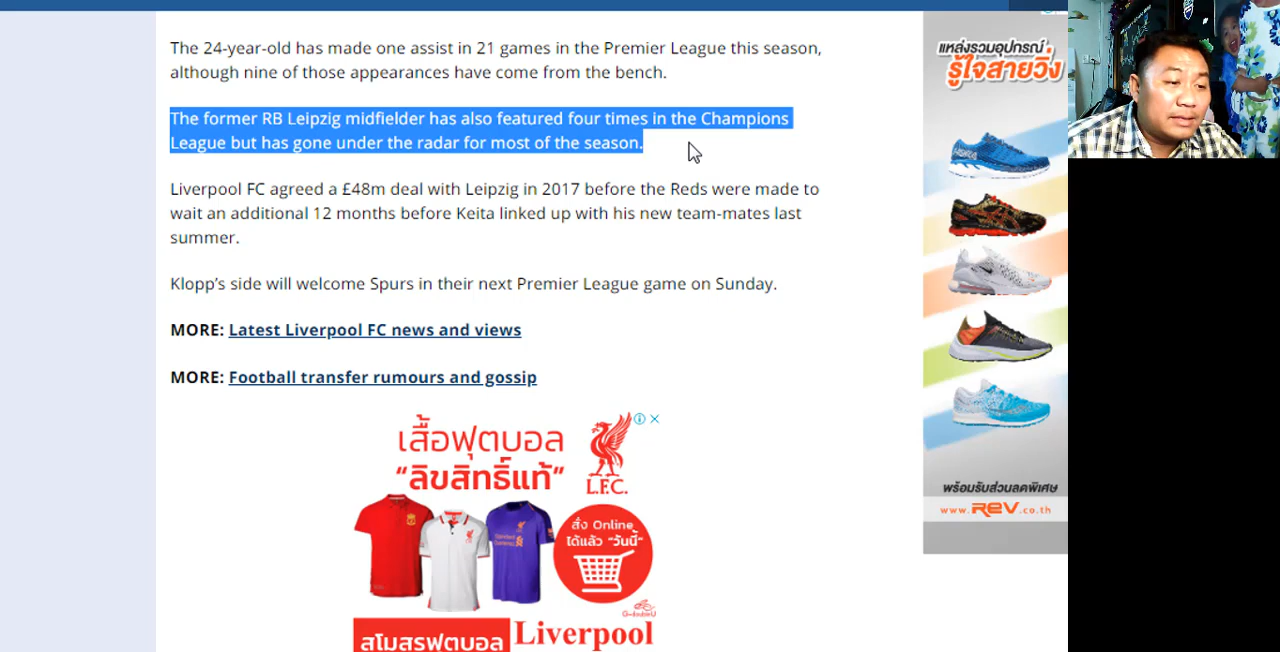 The 24-year-old has made one assist in 21 games in the Premier League this season,
although nine of those appearances have come from the bench.
The former RB Leipzig midfielder has also featured four times in the Champions
League but has gone under the radar for most of the season.
Liverpool FC agreed a £48m deal with Leipzig in 2017 before the Reds were made to
wait an additional 12 months before Keita linked up with his new team-mates last
summer.
Klopp’s side will welcome Spurs in their next Premier League game on Sunday.
MORE: Latest Liverpool FC news and views
MORE: Football transfer rumours and gossip
เสื้อฟุตบอล
“ลิขสิทธิ์แท้”
L.F.C.
สั่ง Online
ได้แล้ว “วันนี้”
สโมสรฟุตบอล Liverpool
แหล่งรวมอุปกรณ์
รู้ใจสายวิ่ง
พร้อมรับส่วนลดพิเศษ
www.REV.co.th